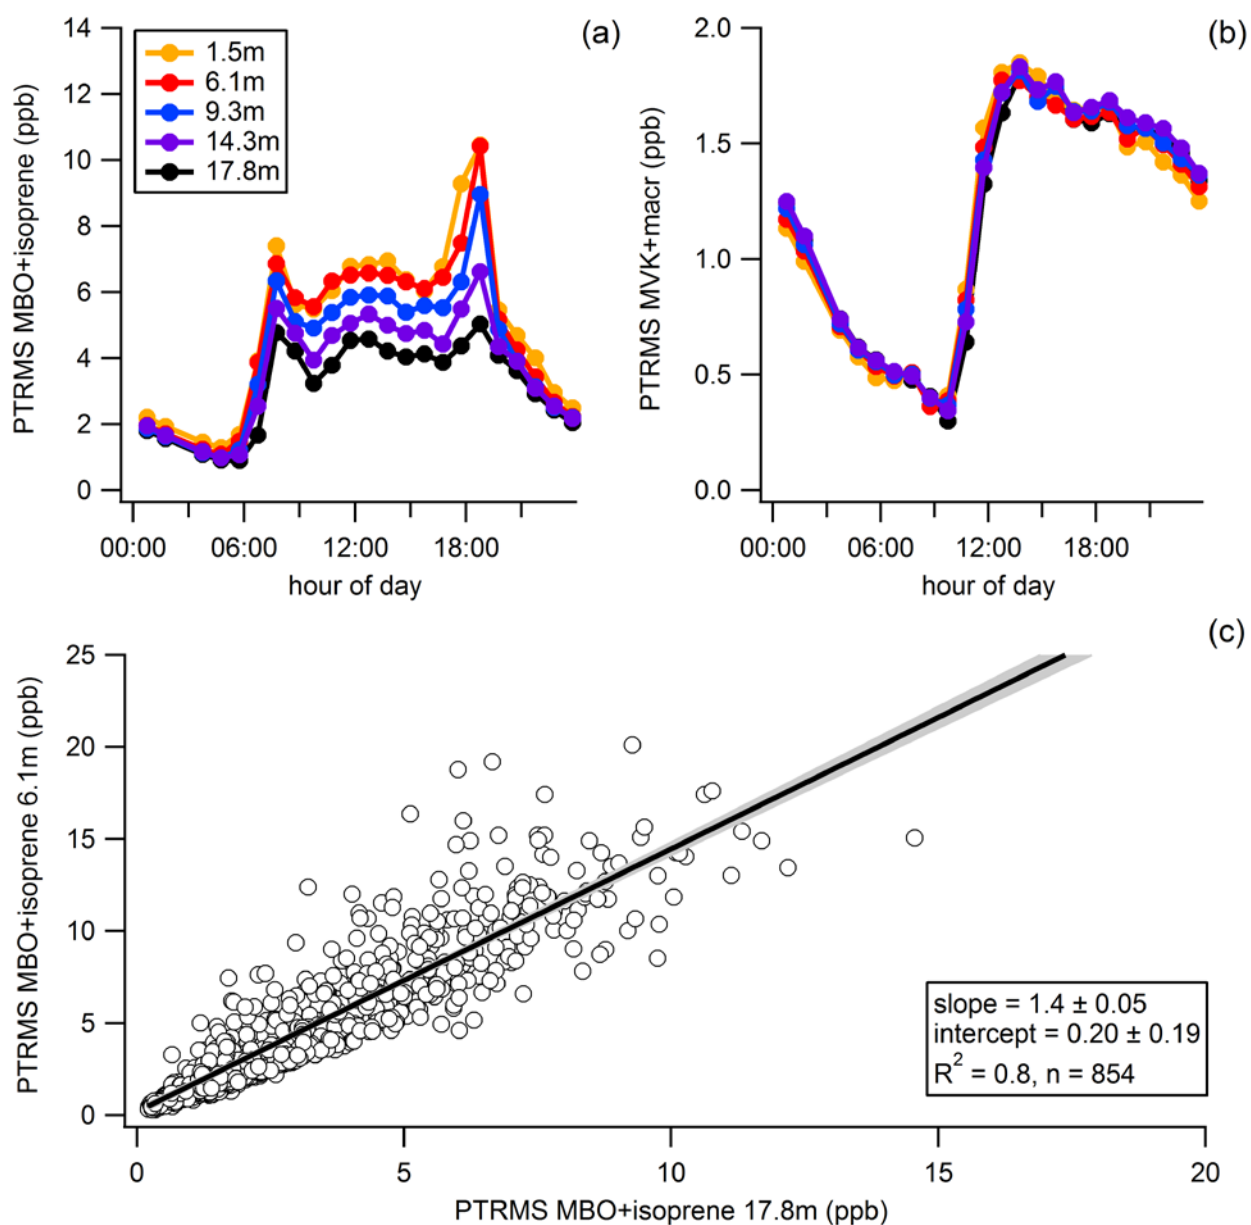 (a)
PTRMS MBO+isoprene (ppb)
14
12
10
8
6
4
2
0
1.5m
6.1m
9.3m
14.3m
17.8m
00:00 06:00 12:00 18:00
hour of day
(b)
PTRMS MVK+macr (ppb)
2.0
1.5
1.0
0.5
0.0
00:00 06:00 12:00 18:00
hour of day
(c)
PTRMS MBO+isoprene 6.1m (ppb)
25
20
15
10
5
0
slope = 1.4 ± 0.05
intercept = 0.20 ± 0.19
R² = 0.8, n = 854
0 5 10 15 20
PTRMS MBO+isoprene 17.8m (ppb)